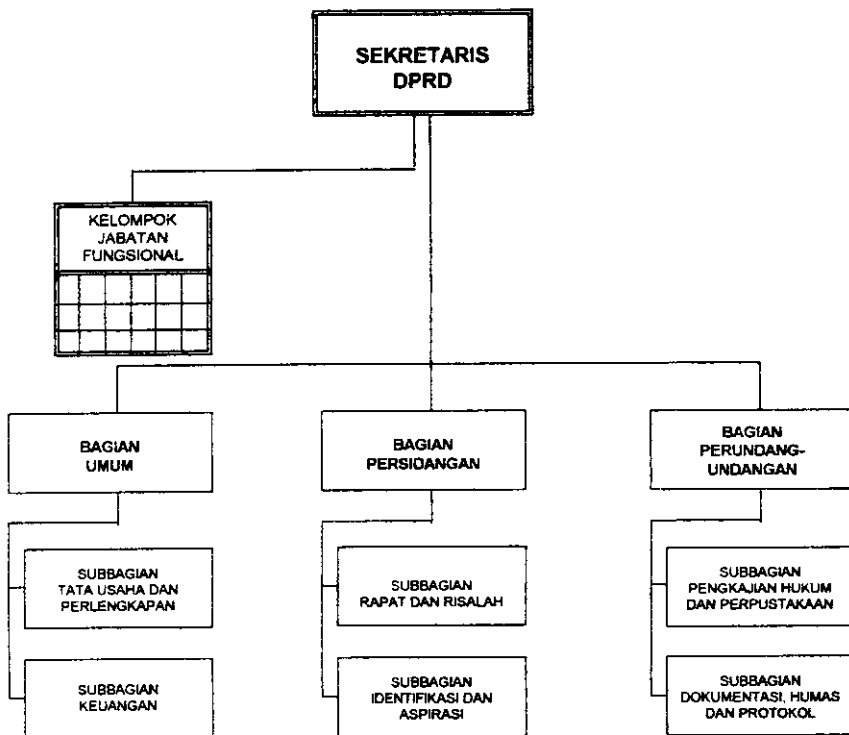 SEKRETARIS
DPRD
KELOMPOK
JABATAN
FUNGSIONAL
BAGIAN
UMUM
BAGIAN
PERSIDANGAN
BAGIAN
PERUNDANG-
UNDANGAN
SUBBAGIAN
TATA USAHA DAN
PERLENGKAPAN
SUBBAGIAN
RAPAT DAN RISALAH
SUBBAGIAN
PENGKAJIAN HUKUM
DAN PERPUSTAKAAN
SUBBAGIAN
KEUANGAN
SUBBAGIAN
IDENTIFIKASI DAN
ASPIRASI
SUBBAGIAN
DOKUMENTASI, HUMAS
DAN PROTOKOL